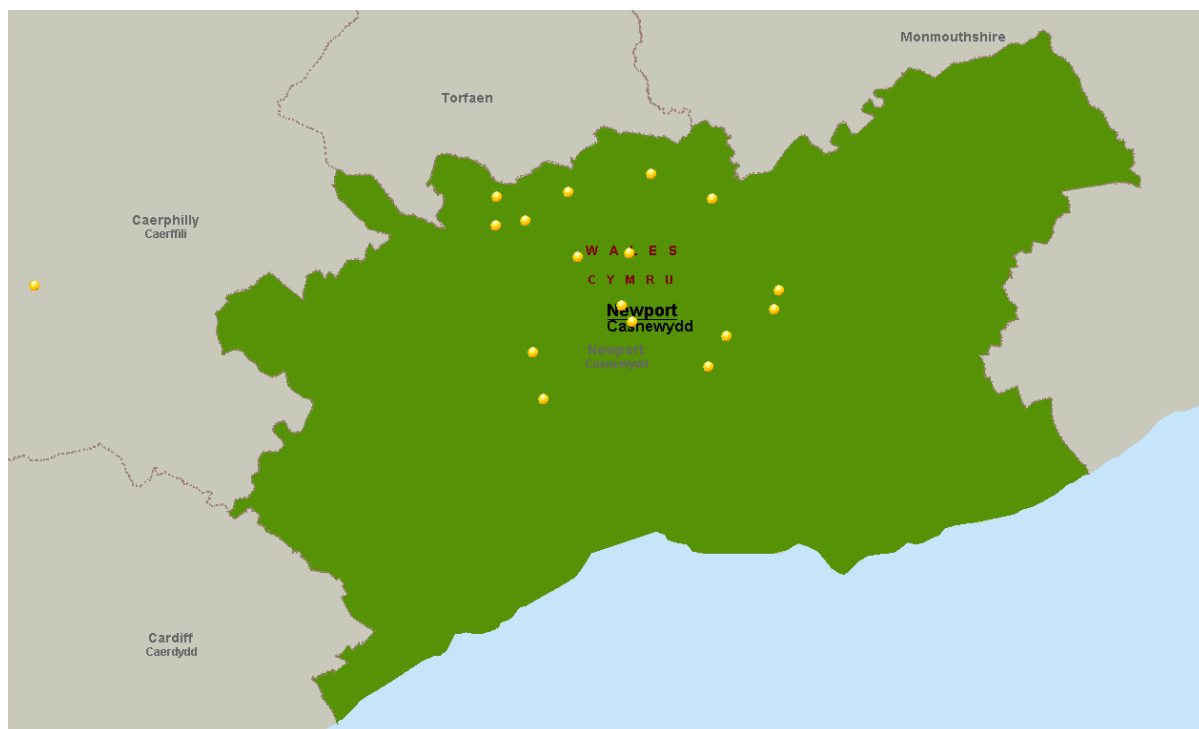 Monmouthshire
Torfaen
Caerphilly
Caerffili
WALES
CYMRU
Newport
Casnewydd
Newport
Casnewydd
Cardiff
Caerdydd